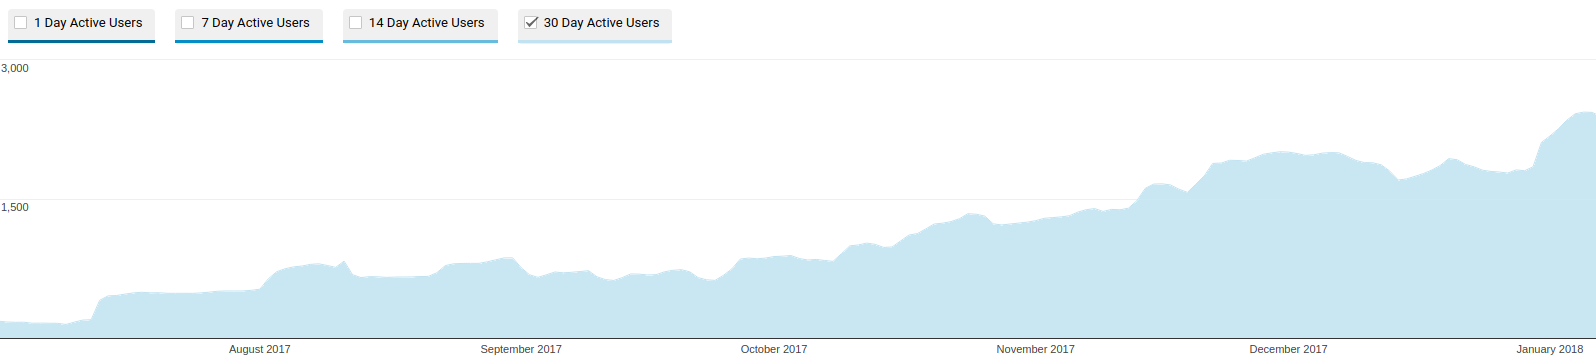 1 Day Active Users
7 Day Active Users
14 Day Active Users
30 Day Active Users
3,000
1,500
August 2017
September 2017
October 2017
November 2017
December 2017
January 2018